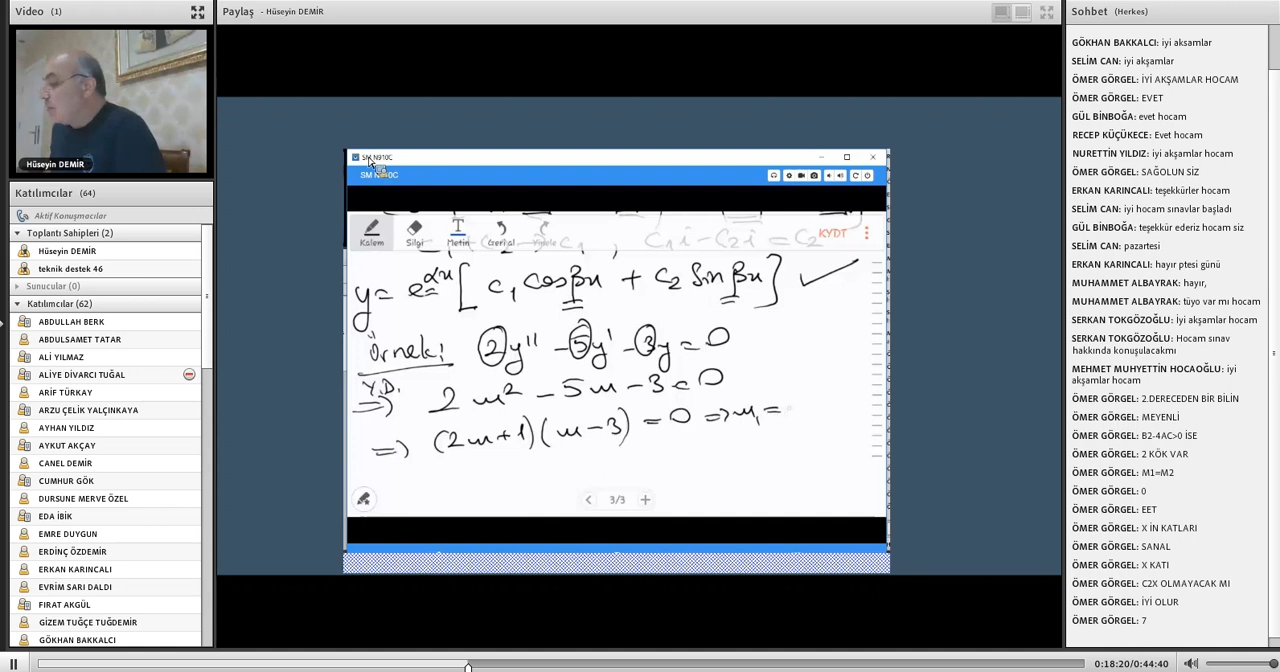 Video (1)
Hüseyin DEMİR
Katılımcılar (64)
Aktif Konuşmacılar
Toplantı Sahipleri (2)
Hüseyin DEMİR
teknik destek 46
Sunucular (0)
Katılımcılar (62)
ABDULLAH BERK
ABDULSAMET TATAR
ALİ YILMAZ
ALİYE DİVARCI TUĞAL
ARİF TÜRKAY
ARZU ÇELİK YALÇINKAYA
AYHAN YILDIZ
AYKUT AKÇAY
CANEL DEMİR
CUMHUR GÖK
DURSUNE MERVE ÖZEL
EDA İBİK
EMRE DUYGUN
ERDİNÇ ÖZDEMİR
ERKAN KARINCALI
EVRİM SARI DALDI
FIRAT AKGÜL
GİZEM TUĞÇE TUĞDEMİR
GÖKHAN BAKKALCI
Paylaş - Hüseyin DEMİR
SM N910C
Kalem Silgi Metin Geri al Yinele KYDT
, C₁i - C₂i = C₂
y = e^αx [ c₁ cosβx + c₂ Sin βx ] ✓
Örnek: 2y'' - 5y' - 3y = 0
Y.D.
=> 2m² - 5m - 3 = 0
=> (2m+1)(m-3) = 0 => m₁ =
3/3
Sohbet (Herkes)
GÖKHAN BAKKALCI: iyi aksamlar
SELİM CAN: iyi akşamlar
ÖMER GÖRGEL: İYİ AKŞAMLAR HOCAM
ÖMER GÖRGEL: EVET
GÜL BİNBOĞA: evet hocam
RECEP KÜÇÜKECE: Evet hocam
NURETTİN YILDIZ: iyi akşamlar hocam
ÖMER GÖRGEL: SAĞOLUN SİZ
ERKAN KARINCALI: teşekkürler hocam
SELİM CAN: iyi hocam sınavlar başladı
GÜL BİNBOĞA: teşekkür ederiz hocam siz
SELİM CAN: pazartesi
ERKAN KARINCALI: hayır ptesi günü
MUHAMMET ALBAYRAK: hayır,
MUHAMMET ALBAYRAK: tüyo var mı hocam
SERKAN TOKGÖZOĞLU: İyi akşamlar hocam
SERKAN TOKGÖZOĞLU: Hocam sınav
hakkında konuşulacakmı
MEHMET MUHYETTİN HOCAOĞLU: iyi
akşamlar hocam
ÖMER GÖRGEL: 2.DERECEDEN BİR BİLİN
ÖMER GÖRGEL: MEYENLİ
ÖMER GÖRGEL: B2-4AC>0 İSE
ÖMER GÖRGEL: 2 KÖK VAR
ÖMER GÖRGEL: M1=M2
ÖMER GÖRGEL: 0
ÖMER GÖRGEL: EET
ÖMER GÖRGEL: X İN KATLARI
ÖMER GÖRGEL: SANAL
ÖMER GÖRGEL: X KATI
ÖMER GÖRGEL: C2X OLMAYACAK MI
ÖMER GÖRGEL: İYİ OLUR
ÖMER GÖRGEL: 7
0:18:20/0:44:40